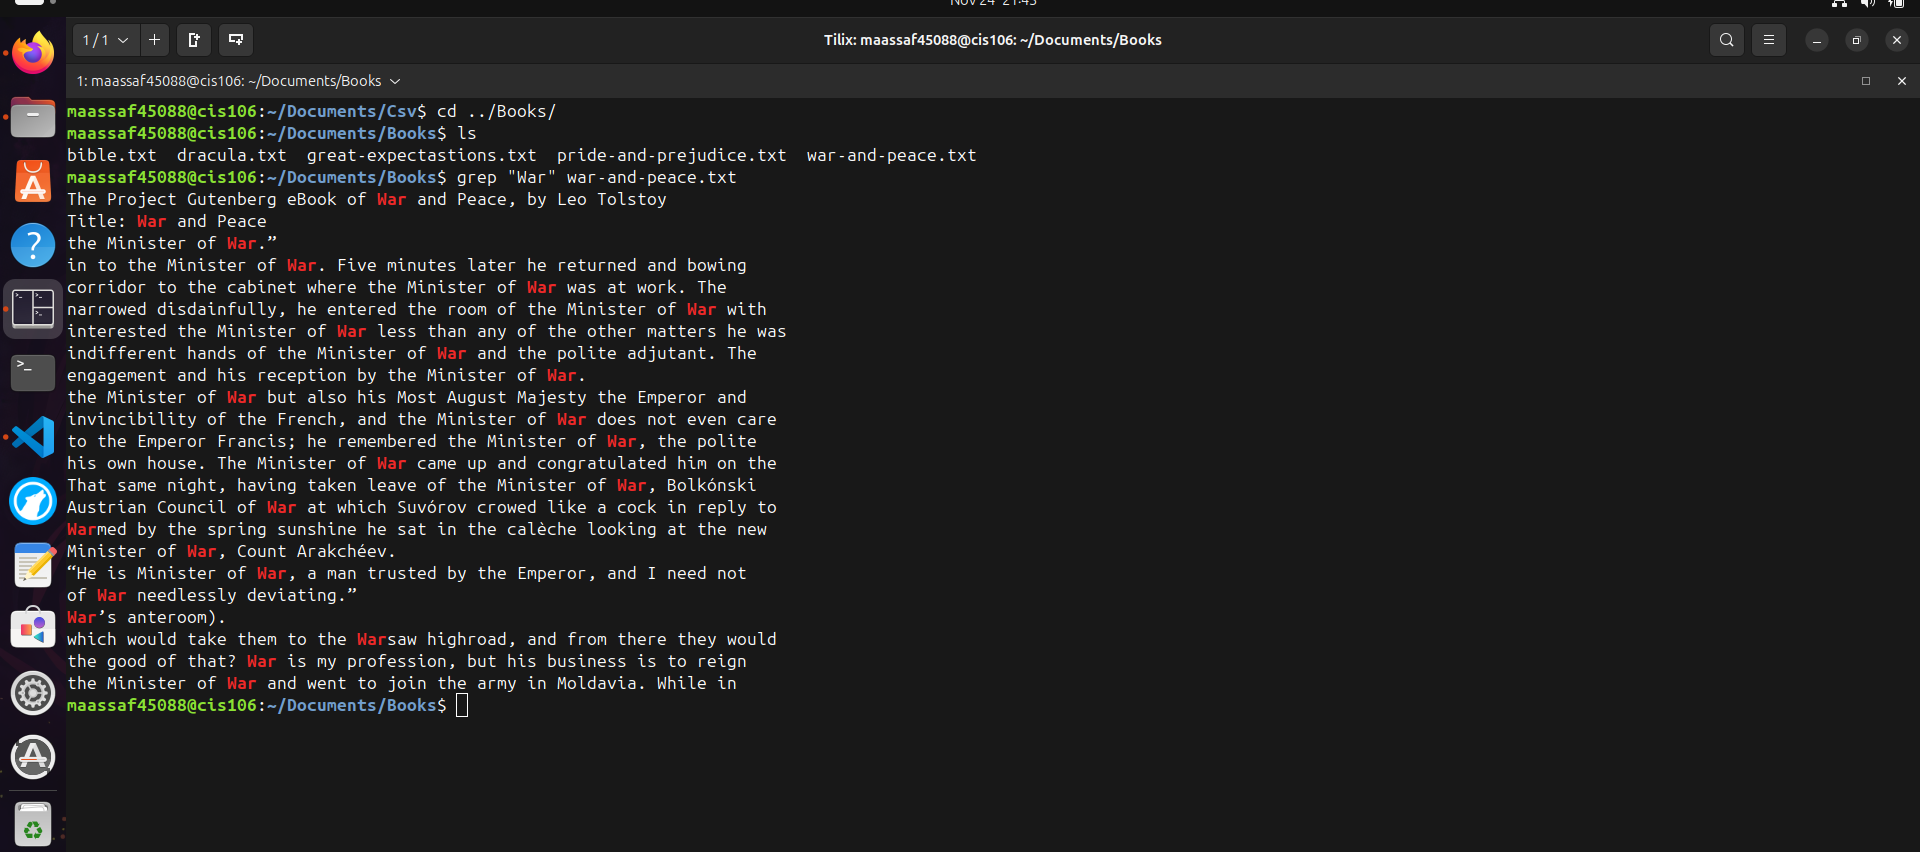 Nov 24 21:43
1 / 1
Tilix: maassaf45088@cis106: ~/Documents/Books
1: maassaf45088@cis106: ~/Documents/Books
maassaf45088@cis106:~/Documents/Csv$ cd ../Books/
maassaf45088@cis106:~/Documents/Books$ ls
bible.txt  dracula.txt  great-expectastions.txt  pride-and-prejudice.txt  war-and-peace.txt
maassaf45088@cis106:~/Documents/Books$ grep "War" war-and-peace.txt
The Project Gutenberg eBook of War and Peace, by Leo Tolstoy
Title: War and Peace
the Minister of War.”
in to the Minister of War. Five minutes later he returned and bowing
corridor to the cabinet where the Minister of War was at work. The
narrowed disdainfully, he entered the room of the Minister of War with
interested the Minister of War less than any of the other matters he was
indifferent hands of the Minister of War and the polite adjutant. The
engagement and his reception by the Minister of War.
the Minister of War but also his Most August Majesty the Emperor and
invincibility of the French, and the Minister of War does not even care
to the Emperor Francis; he remembered the Minister of War, the polite
his own house. The Minister of War came up and congratulated him on the
That same night, having taken leave of the Minister of War, Bolkónski
Austrian Council of War at which Suvórov crowed like a cock in reply to
Warmed by the spring sunshine he sat in the calèche looking at the new
Minister of War, Count Arakchéev.
“He is Minister of War, a man trusted by the Emperor, and I need not
of War needlessly deviating.”
War’s anteroom).
which would take them to the Warsaw highroad, and from there they would
the good of that? War is my profession, but his business is to reign
the Minister of War and went to join the army in Moldavia. While in
maassaf45088@cis106:~/Documents/Books$